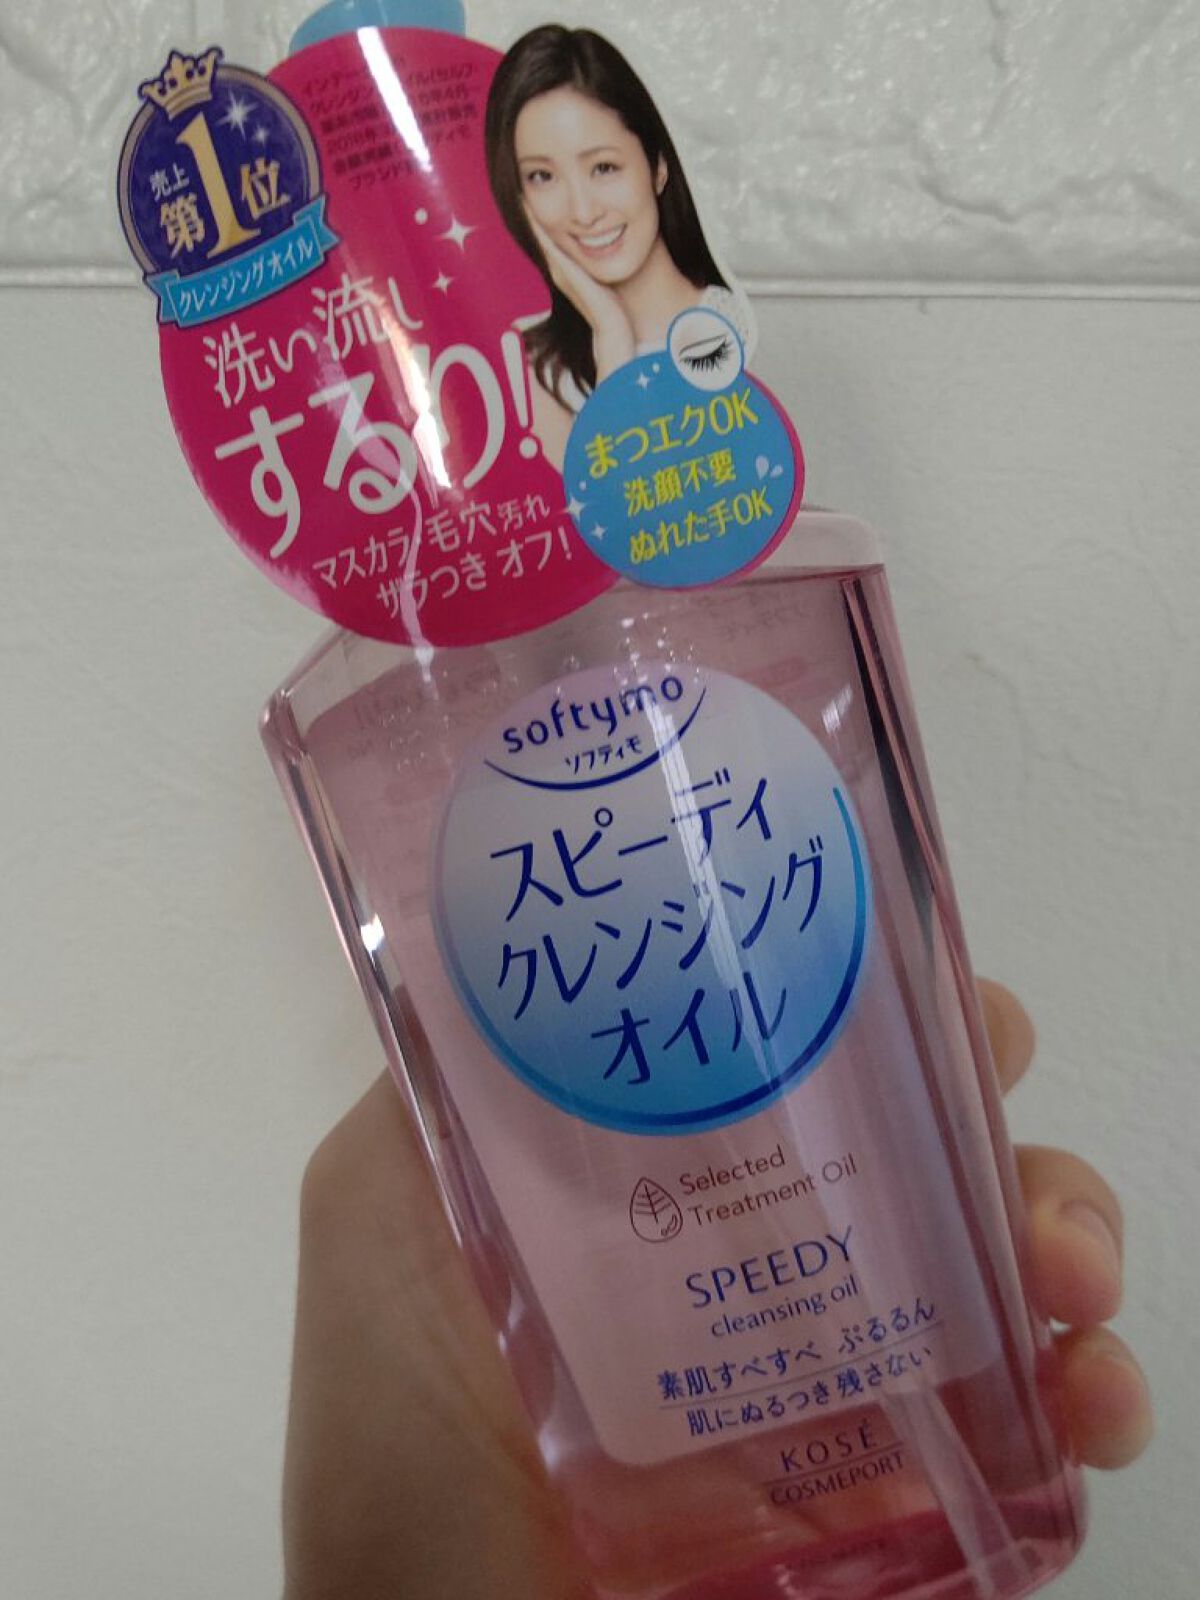 売上
第1位
クレンジングオイル
洗い流し
するり!
マスカラ・毛穴汚れ
ザラつき オフ!
まつエクOK
洗顔不要
ぬれた手OK
softymo
ソフティモ
スピーディ
クレンジング
オイル
Selected
Treatment Oil
SPEEDY
cleansing oil
素肌すべすべ ぷるるん
肌にぬるつき残さない
KOSÉ
COSMEPORT